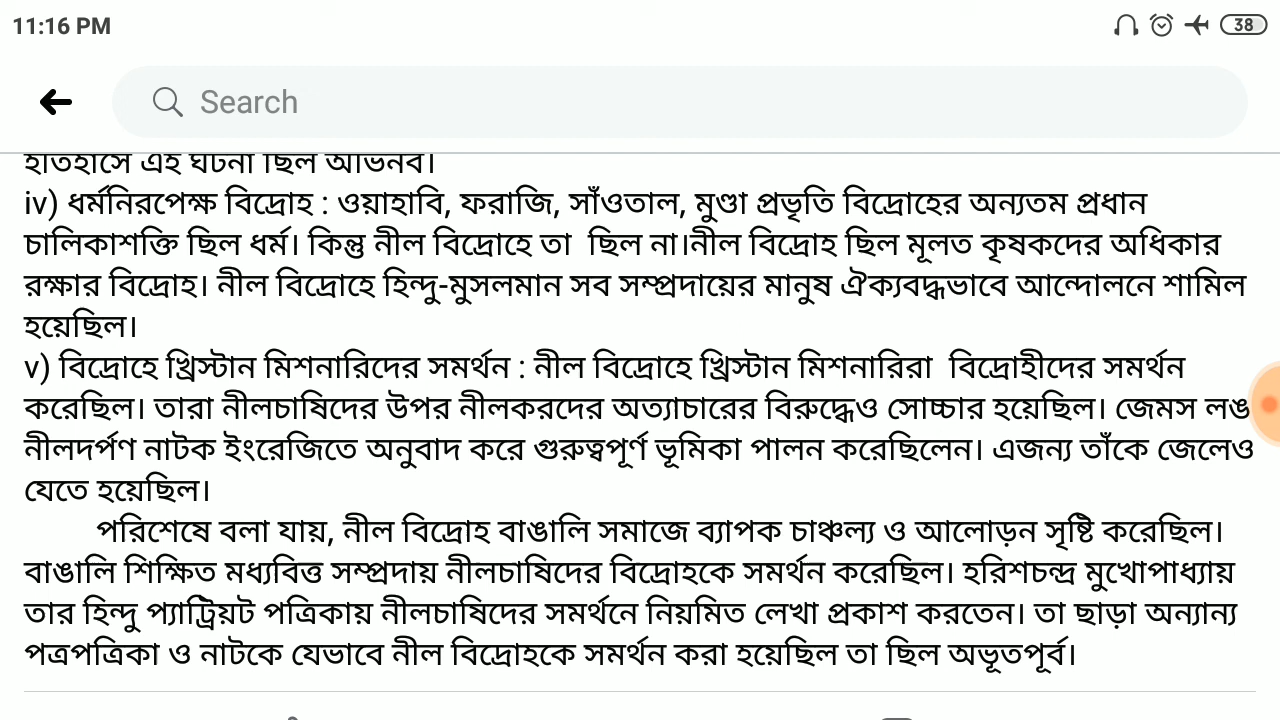 11:16 PM
38
Search
হাতহাসে এই ঘটনা ছিল আভনব।
iv) ধর্মনিরপেক্ষ বিদ্রোহ : ওয়াহাবি, ফরাজি, সাঁওতাল, মুণ্ডা প্রভৃতি বিদ্রোহের অন্যতম প্রধান
চালিকাশক্তি ছিল ধর্ম। কিন্তু নীল বিদ্রোহে তা  ছিল না।নীল বিদ্রোহ ছিল মূলত কৃষকদের অধিকার
রক্ষার বিদ্রোহ। নীল বিদ্রোহে হিন্দু-মুসলমান সব সম্প্রদায়ের মানুষ ঐক্যবদ্ধভাবে আন্দোলনে শামিল
হয়েছিল।
v) বিদ্রোহে খ্রিস্টান মিশনারিদের সমর্থন : নীল বিদ্রোহে খ্রিস্টান মিশনারিরা  বিদ্রোহীদের সমর্থন
করেছিল। তারা নীলচাষিদের উপর নীলকরদের অত্যাচারের বিরুদ্ধেও সোচ্চার হয়েছিল। জেমস লঙ
নীলদর্পণ নাটক ইংরেজিতে অনুবাদ করে গুরুত্বপূর্ণ ভূমিকা পালন করেছিলেন। এজন্য তাঁকে জেলেও
যেতে হয়েছিল।
পরিশেষে বলা যায়, নীল বিদ্রোহ বাঙালি সমাজে ব্যাপক চাঞ্চল্য ও আলোড়ন সৃষ্টি করেছিল।
বাঙালি শিক্ষিত মধ্যবিত্ত সম্প্রদায় নীলচাষিদের বিদ্রোহকে সমর্থন করেছিল। হরিশচন্দ্র মুখোপাধ্যায়
তার হিন্দু প্যাট্রিয়ট পত্রিকায় নীলচাষিদের সমর্থনে নিয়মিত লেখা প্রকাশ করতেন। তা ছাড়া অন্যান্য
পত্রপত্রিকা ও নাটকে যেভাবে নীল বিদ্রোহকে সমর্থন করা হয়েছিল তা ছিল অভূতপূর্ব।